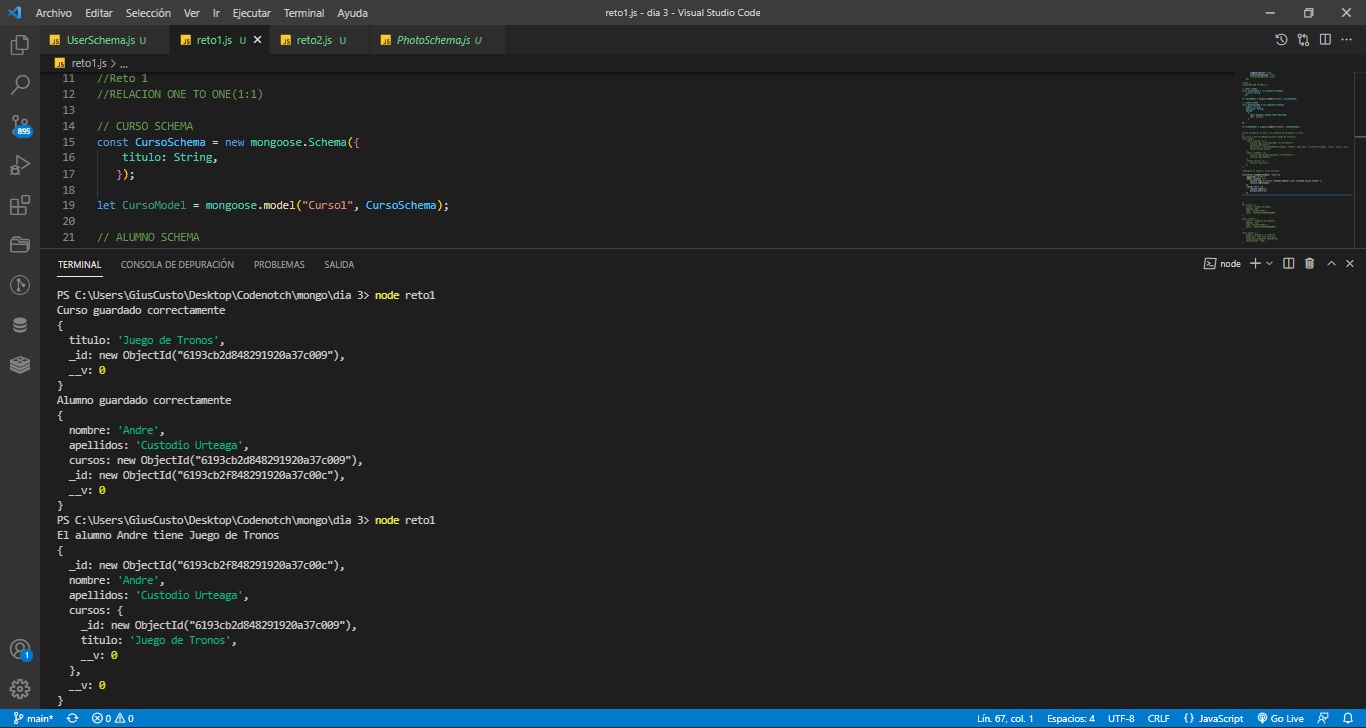 Archivo Editar Selección Ver Ir Ejecutar Terminal Ayuda
reto1.js - dia 3 - Visual Studio Code
JS UserSchema.js U
JS reto1.js U
JS reto2.js U
JS PhotoSchema.js U
JS reto1.js > ...
11 //Reto 1
12 //RELACION ONE TO ONE(1:1)
13
14 // CURSO SCHEMA
15 const CursoSchema = new mongoose.Schema({
16 titulo: String,
17 });
18
19 let CursoModel = mongoose.model("Curso1", CursoSchema);
20
21 // ALUMNO SCHEMA
895
TERMINAL CONSOLA DE DEPURACIÓN PROBLEMAS SALIDA
node
PS C:\Users\GiusCusto\Desktop\Codenotch\mongo\dia 3> node reto1
Curso guardado correctamente
{
titulo: 'Juego de Tronos',
_id: new ObjectId("6193cb2d848291920a37c009"),
__v: 0
}
Alumno guardado correctamente
{
nombre: 'Andre',
apellidos: 'Custodio Urteaga',
cursos: new ObjectId("6193cb2d848291920a37c009"),
_id: new ObjectId("6193cb2f848291920a37c00c"),
__v: 0
}
PS C:\Users\GiusCusto\Desktop\Codenotch\mongo\dia 3> node reto1
El alumno Andre tiene Juego de Tronos
{
_id: new ObjectId("6193cb2f848291920a37c00c"),
nombre: 'Andre',
apellidos: 'Custodio Urteaga',
cursos: {
_id: new ObjectId("6193cb2d848291920a37c009"),
titulo: 'Juego de Tronos',
__v: 0
},
__v: 0
}
1
main* 0 0
Lín. 67, col. 1 Espacios: 4 UTF-8 CRLF {} JavaScript Go Live